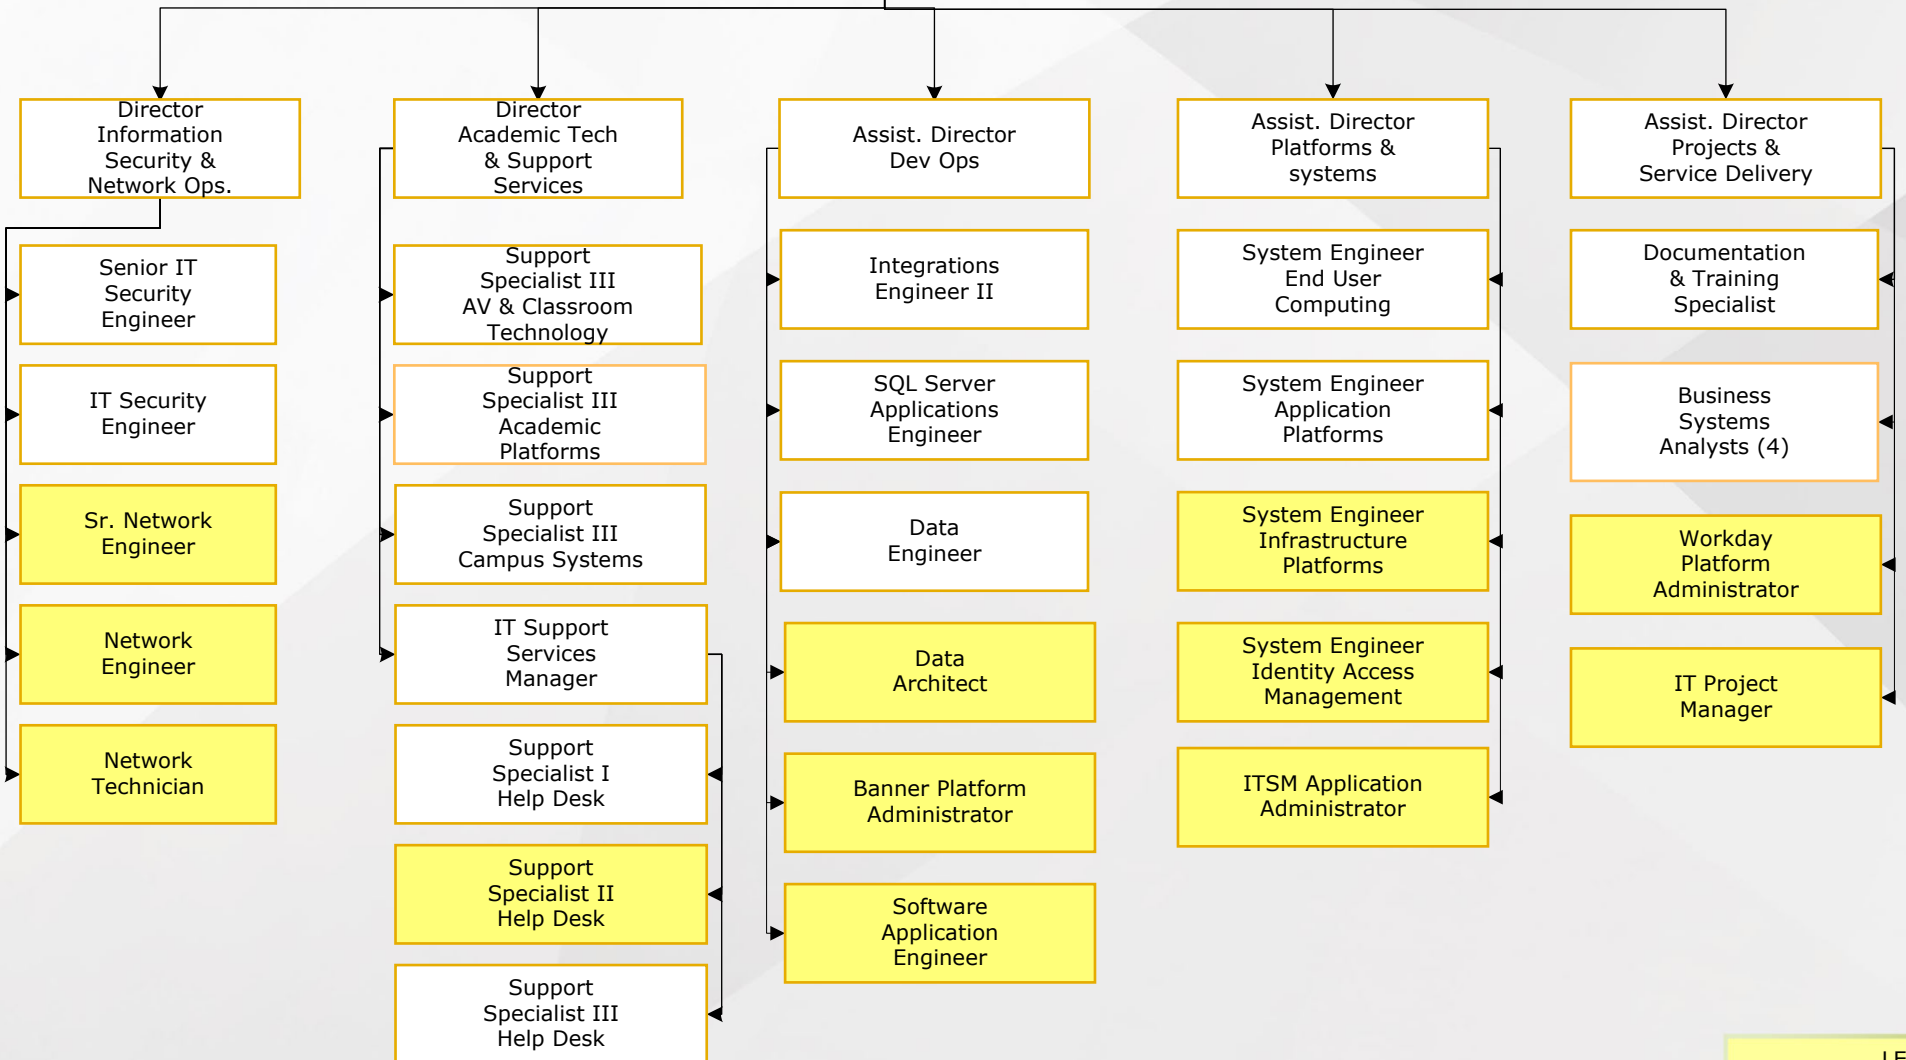 Director
Information
Security &
Network Ops.
Senior IT
Security
Engineer
IT Security
Engineer
Sr. Network
Engineer
Network
Engineer
Network
Technician
Director
Academic Tech
& Support
Services
Support
Specialist III
AV & Classroom
Technology
Support
Specialist III
Academic
Platforms
Support
Specialist III
Campus Systems
IT Support
Services
Manager
Support
Specialist I
Help Desk
Support
Specialist II
Help Desk
Support
Specialist III
Help Desk
Assist. Director
Dev Ops
Integrations
Engineer II
SQL Server
Applications
Engineer
Data
Engineer
Data
Architect
Banner Platform
Administrator
Software
Application
Engineer
Assist. Director
Platforms &
systems
System Engineer
End User
Computing
System Engineer
Application
Platforms
System Engineer
Infrastructure
Platforms
System Engineer
Identity Access
Management
ITSM Application
Administrator
Assist. Director
Projects &
Service Delivery
Documentation
& Training
Specialist
Business
Systems
Analysts (4)
Workday
Platform
Administrator
IT Project
Manager